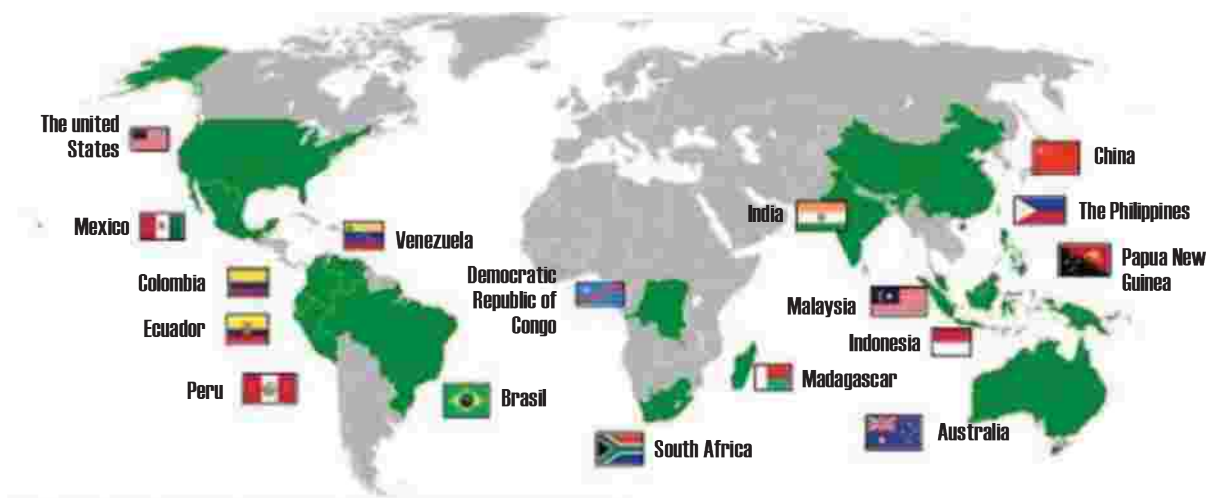 The united
States
Mexico
Colombia
Ecuador
Peru
Venezuela
Brasil
Democratic
Republic of
Congo
South Africa
Madagascar
India
China
The Philippines
Papua New
Guinea
Malaysia
Indonesia
Australia